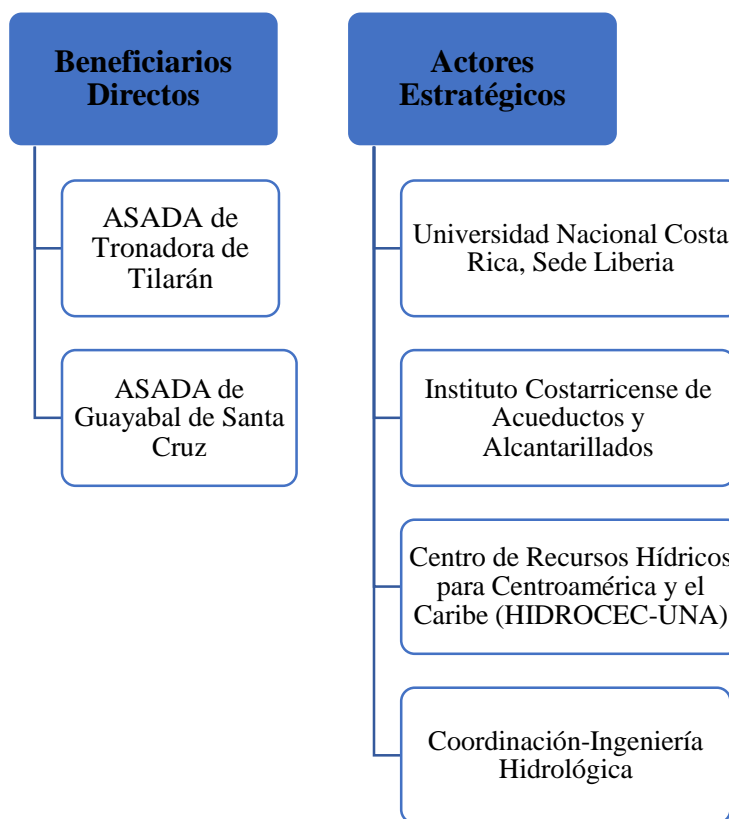 Beneficiarios
Directos
ASADA de
Tronadora de
Tilarán
ASADA de
Guayabal de Santa
Cruz
Actores
Estratégicos
Universidad Nacional Costa
Rica, Sede Liberia
Instituto Costarricense de
Acueductos y
Alcantarillados
Centro de Recursos Hídricos
para Centroamérica y el
Caribe (HIDROCEC-UNA)
Coordinación-Ingeniería
Hidrológica